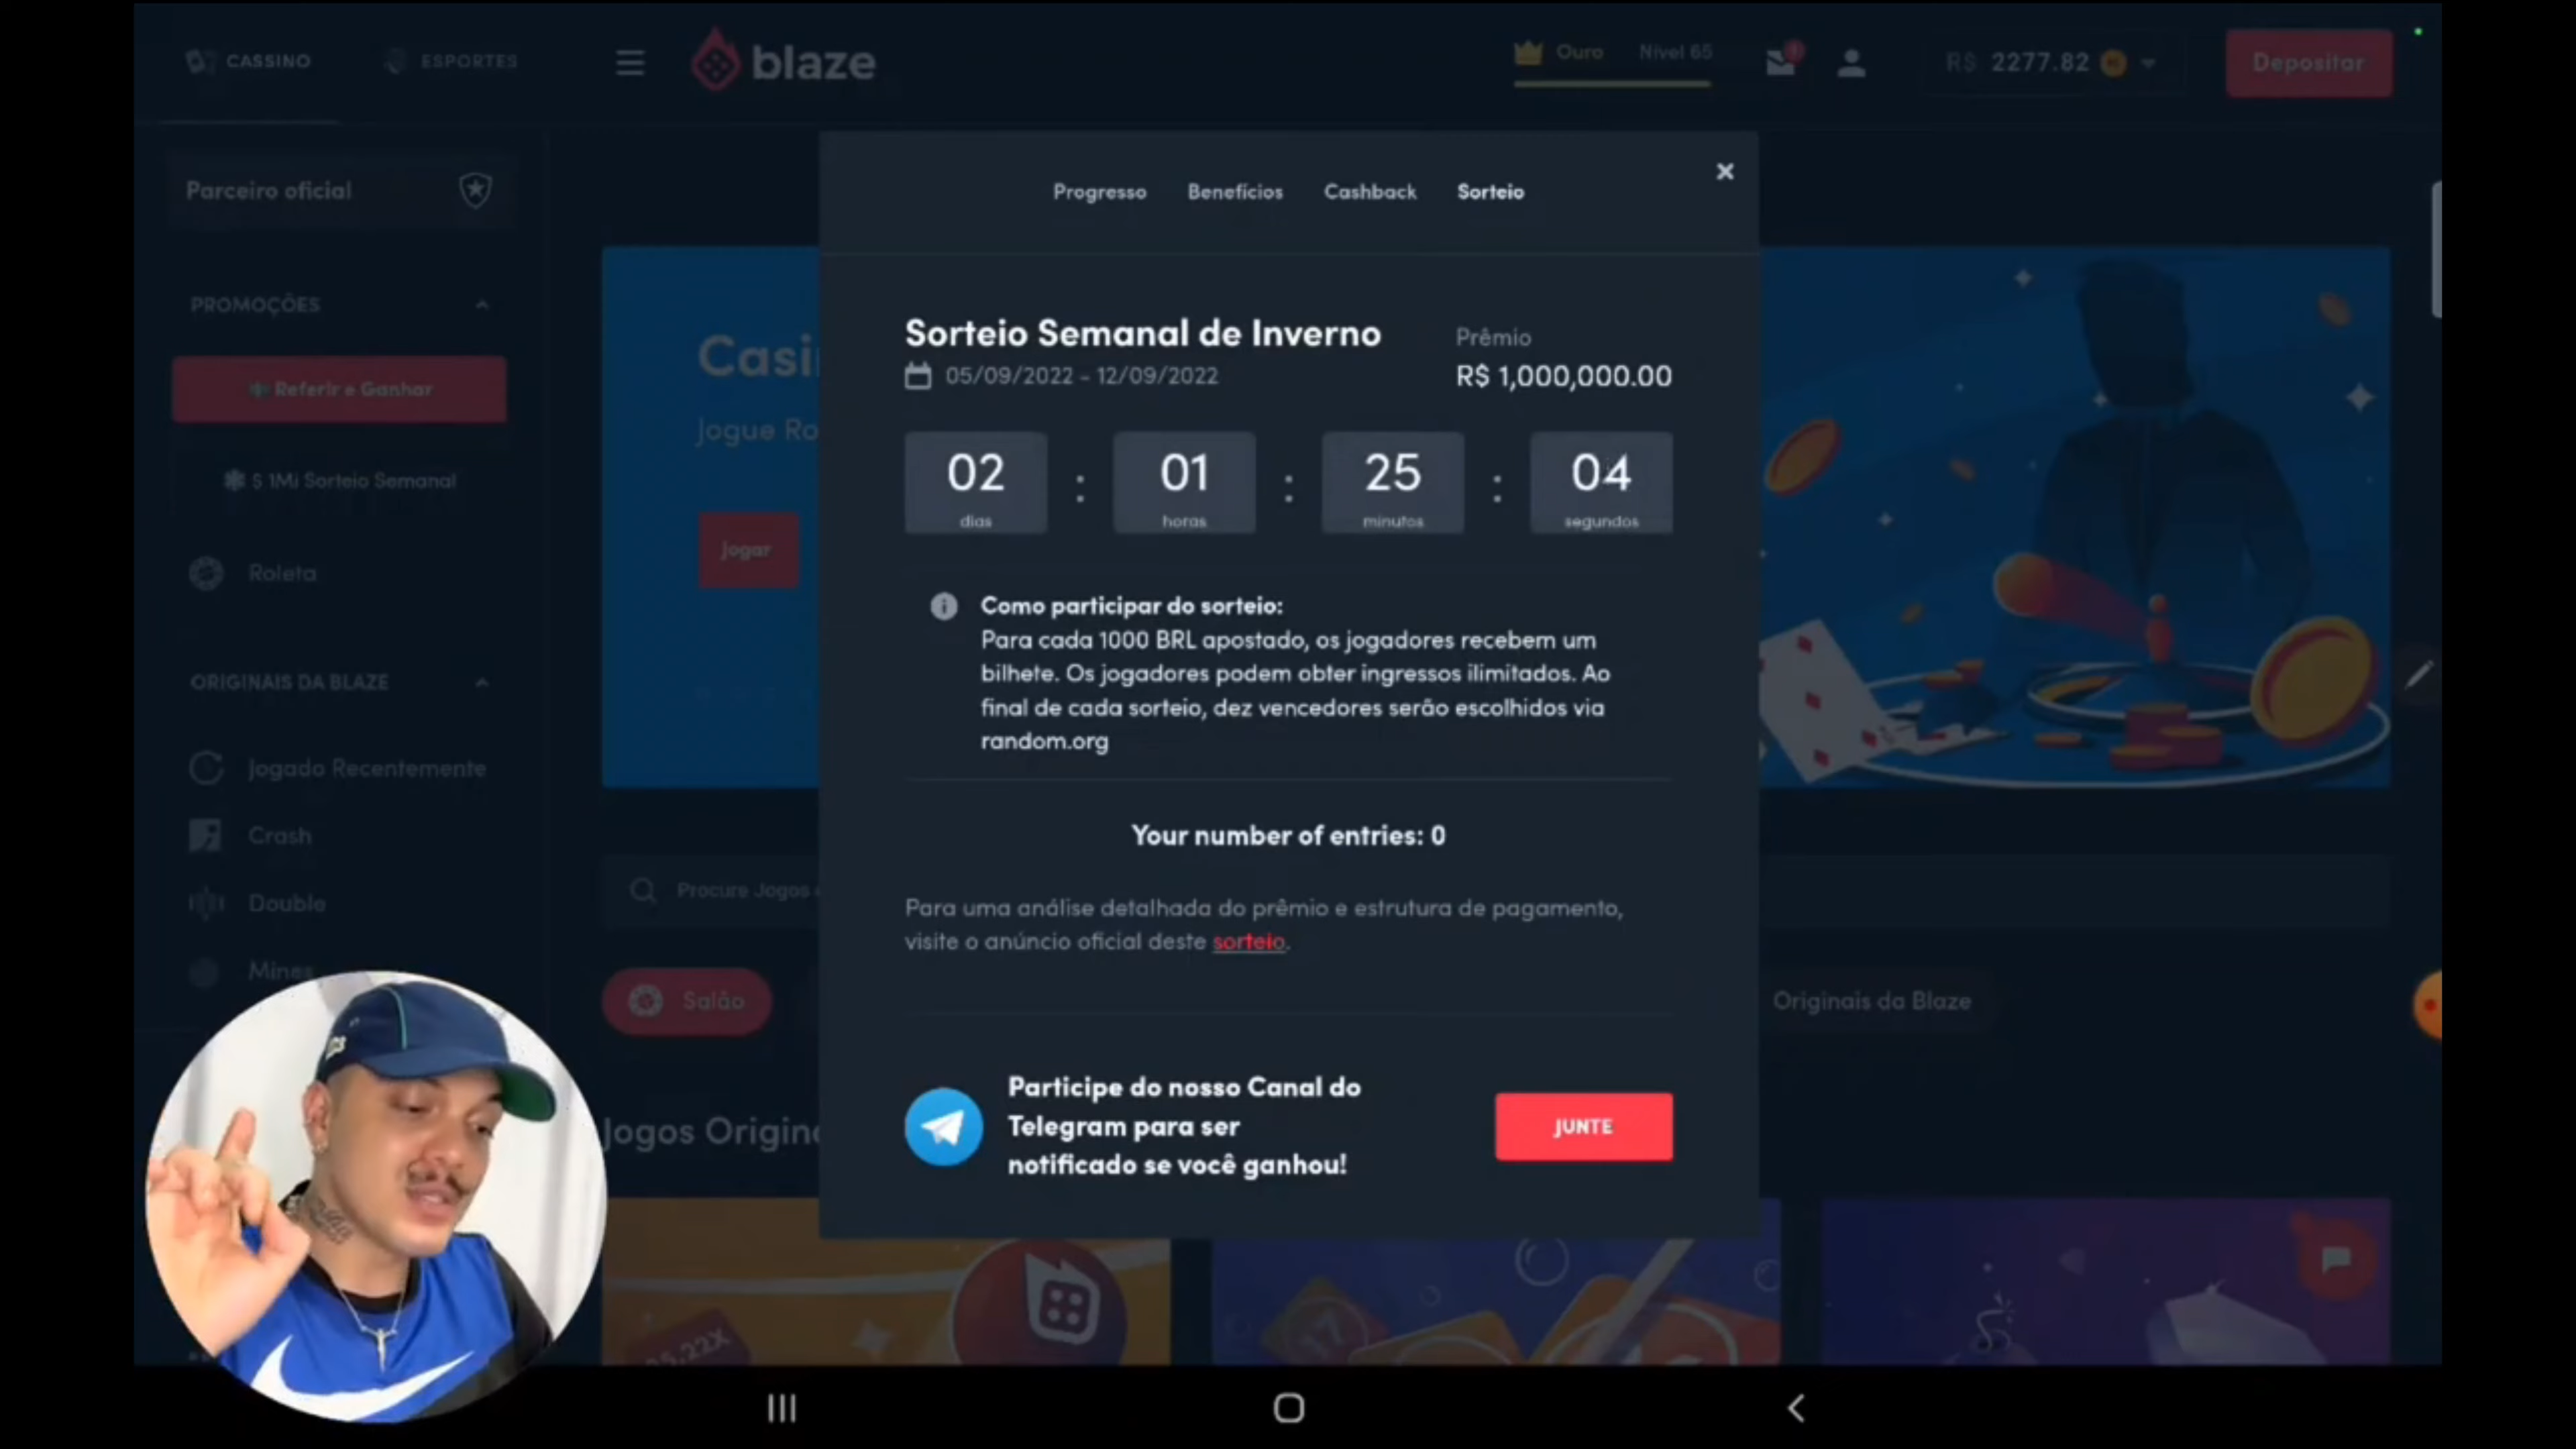 CASSINO
ESPORTES
blaze
Ouro
Nível 65
R$ 2277.82
Depositar
Parceiro oficial
PROMOÇÕES
Referir e Ganhar
$ 1Mi Sorteio Semanal
Roleta
ORIGINAIS DA BLAZE
Jogado Recentemente
Crash
Double
Mines
Casi
Jogue Ro
Jogar
Procure Jogos
Salão
Originais da Blaze
Jogos Origin
Progresso
Benefícios
Cashback
Sorteio
×
Sorteio Semanal de Inverno
05/09/2022 - 12/09/2022
Prêmio
R$ 1,000,000.00
02 : 01 : 25 : 04
dias horas minutos segundos
Como participar do sorteio:
Para cada 1000 BRL apostado, os jogadores recebem um
bilhete. Os jogadores podem obter ingressos ilimitados. Ao
final de cada sorteio, dez vencedores serão escolhidos via
random.org
Your number of entries: 0
Para uma análise detalhada do prêmio e estrutura de pagamento,
visite o anúncio oficial deste sorteio.
Participe do nosso Canal do
Telegram para ser
notificado se você ganhou!
JUNTE